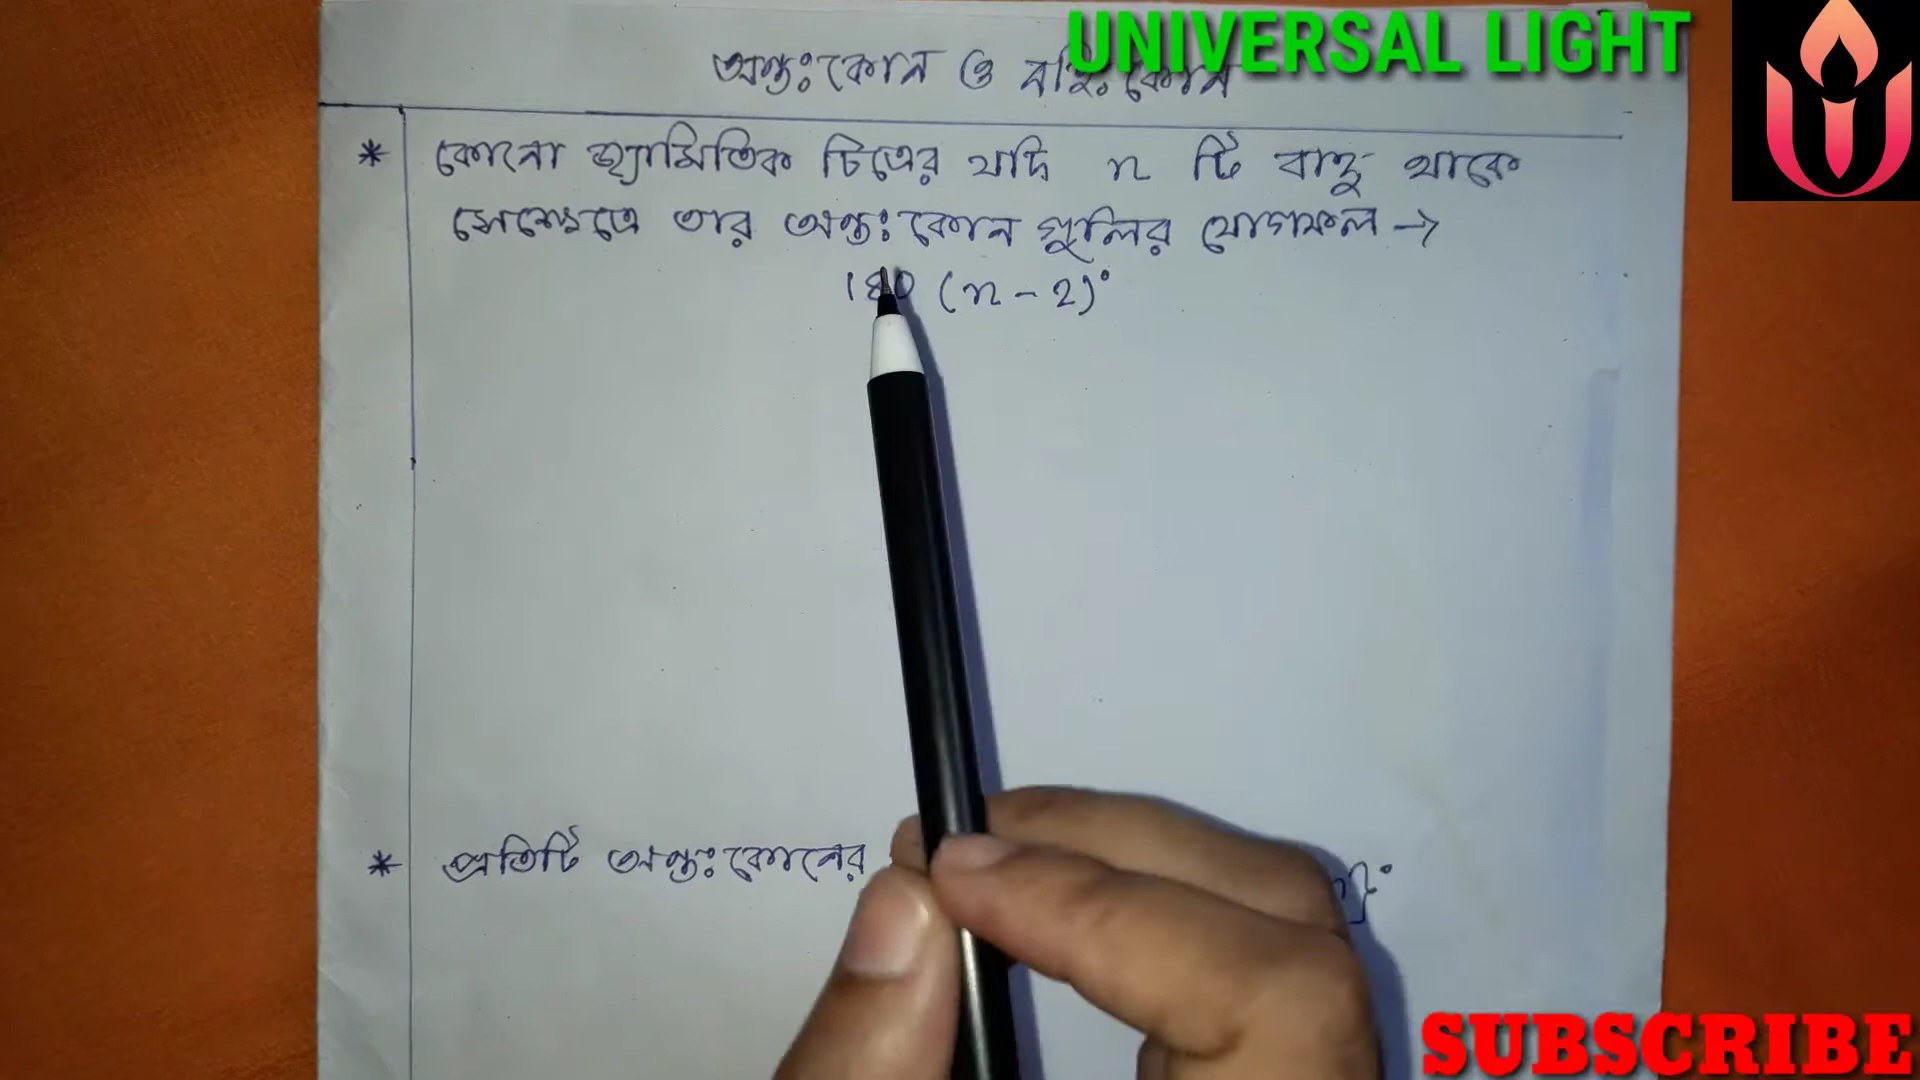 UNIVERSAL LIGHT
অন্তঃকোন ও বহিঃকোন
* কোনো জ্যামিতিক চিত্রের যদি n টি বাহু থাকে
সেক্ষেত্রে তার অন্তঃকোন গুলির যোগফল →
180 (n - 2)°
* প্রতিটি অন্তঃকোনের
SUBSCRIBE